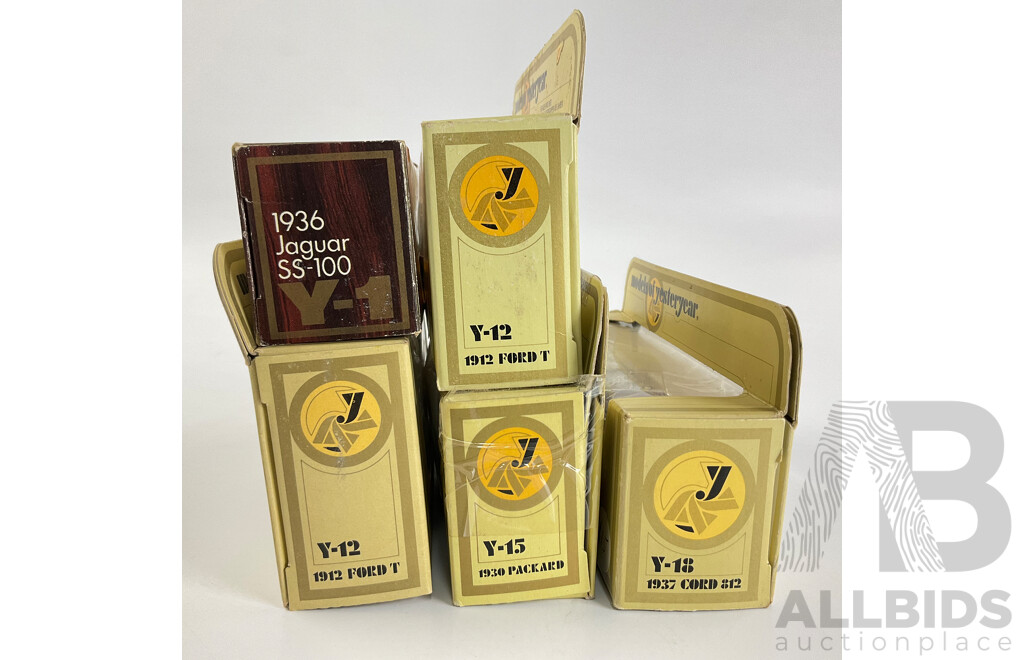 1936
Jaguar
SS-100
Y-1
Y-12
1912 FORD T
Y-12
1912 FORD T
Y-15
1930 PACKARD
models of yesteryear.
Y-18
1937 CORD 812
AB
ALLBIDS
auctionplace